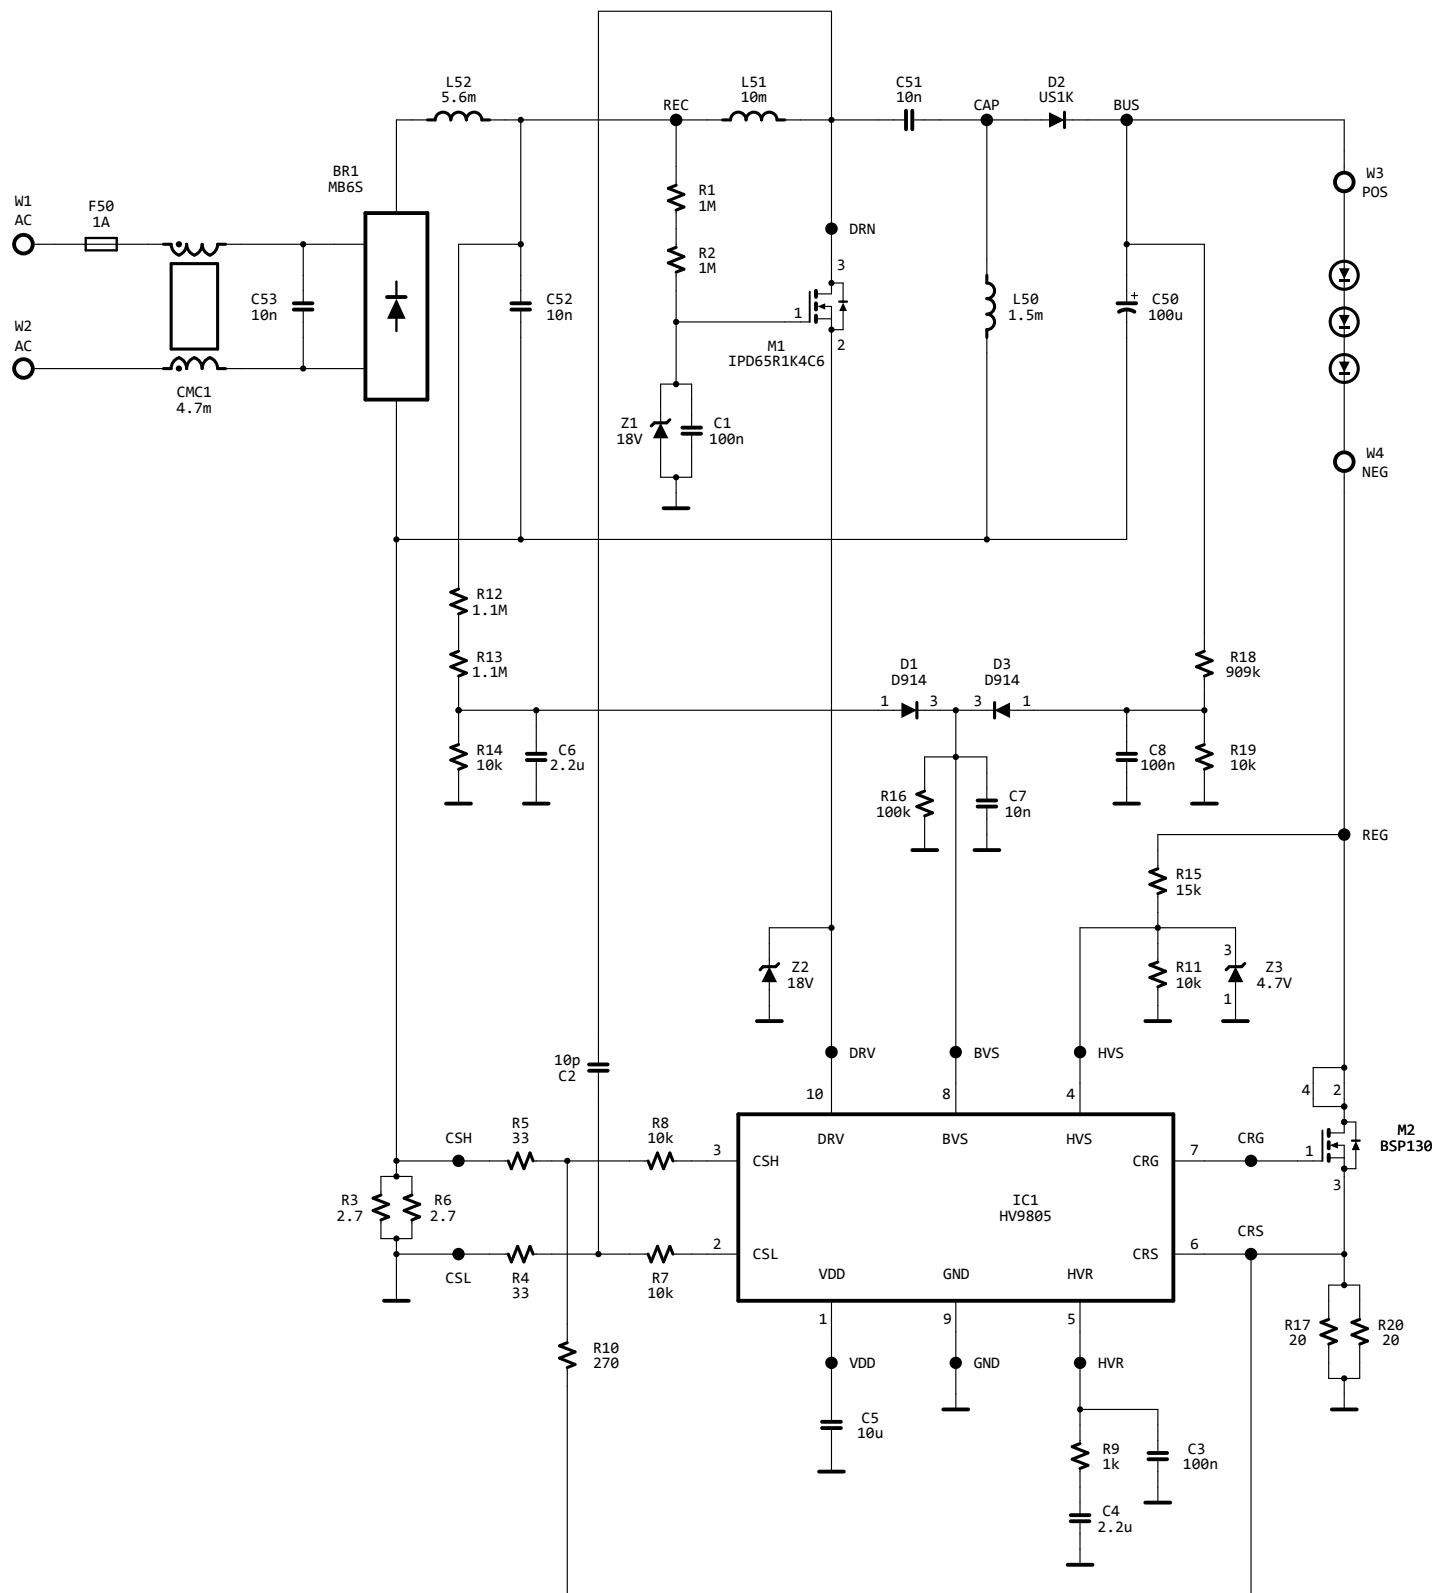 L52
5.6m
REC
L51
10m
C51
10n
CAP
D2
US1K
BUS
BR1
MB6S
W1
AC
F50
1A
R1
1M
W3
POS
DRN
R2
1M
3
C53
10n
C52
10n
1
2
M1
IPD65R1K4C6
L50
1.5m
+
C50
100u
W2
AC
CMC1
4.7m
Z1
18V
C1
100n
W4
NEG
R12
1.1M
R13
1.1M
D1
D914
D3
D914
R18
909k
1
3
3
1
R14
10k
C6
2.2u
R16
100k
C7
10n
C8
100n
R19
10k
REG
R15
15k
Z2
18V
R11
10k
3
Z3
4.7V
1
DRV
BVS
HVS
10p
C2
10
8
4
4
2
CSH
R5
33
R8
10k
3
CSH
DRV
BVS
HVS
CRG
7
CRG
1
M2
BSP130
3
R3
2.7
R6
2.7
IC1
HV9805
CSL
R4
33
R7
10k
2
CSL
CRS
6
CRS
VDD
GND
HVR
1
9
5
R17
20
R20
20
R10
270
VDD
GND
HVR
C5
10u
R9
1k
C3
100n
C4
2.2u